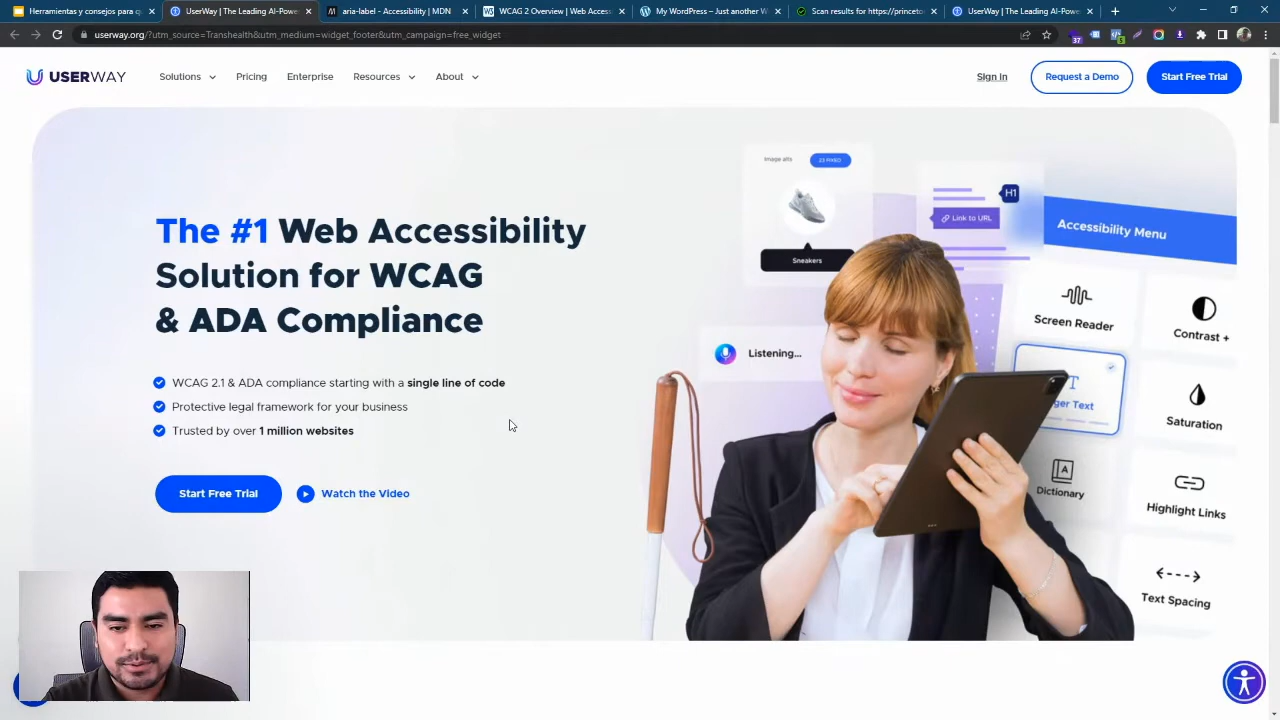 Herramientas y consejos para q
UserWay | The Leading AI-Powe
aria-label - Accessibility | MDN
WCAG 2 Overview | Web Access
My WordPress – Just another W
Scan results for https://princeto
UserWay | The Leading AI-Powe
userway.org/?utm_source=Transhealth&utm_medium=widget_footer&utm_campaign=free_widget
37
USERWAY
Solutions
Pricing
Enterprise
Resources
About
Sign in
Request a Demo
Start Free Trial
The #1 Web Accessibility
Solution for WCAG
& ADA Compliance
WCAG 2.1 & ADA compliance starting with a single line of code
Protective legal framework for your business
Trusted by over 1 million websites
Start Free Trial
Watch the Video
Image alts
23 FIXED
Sneakers
H1
Link to URL
Listening...
Accessibility Menu
Screen Reader
Contrast +
ger Text
Saturation
Dictionary
Highlight Links
Text Spacing